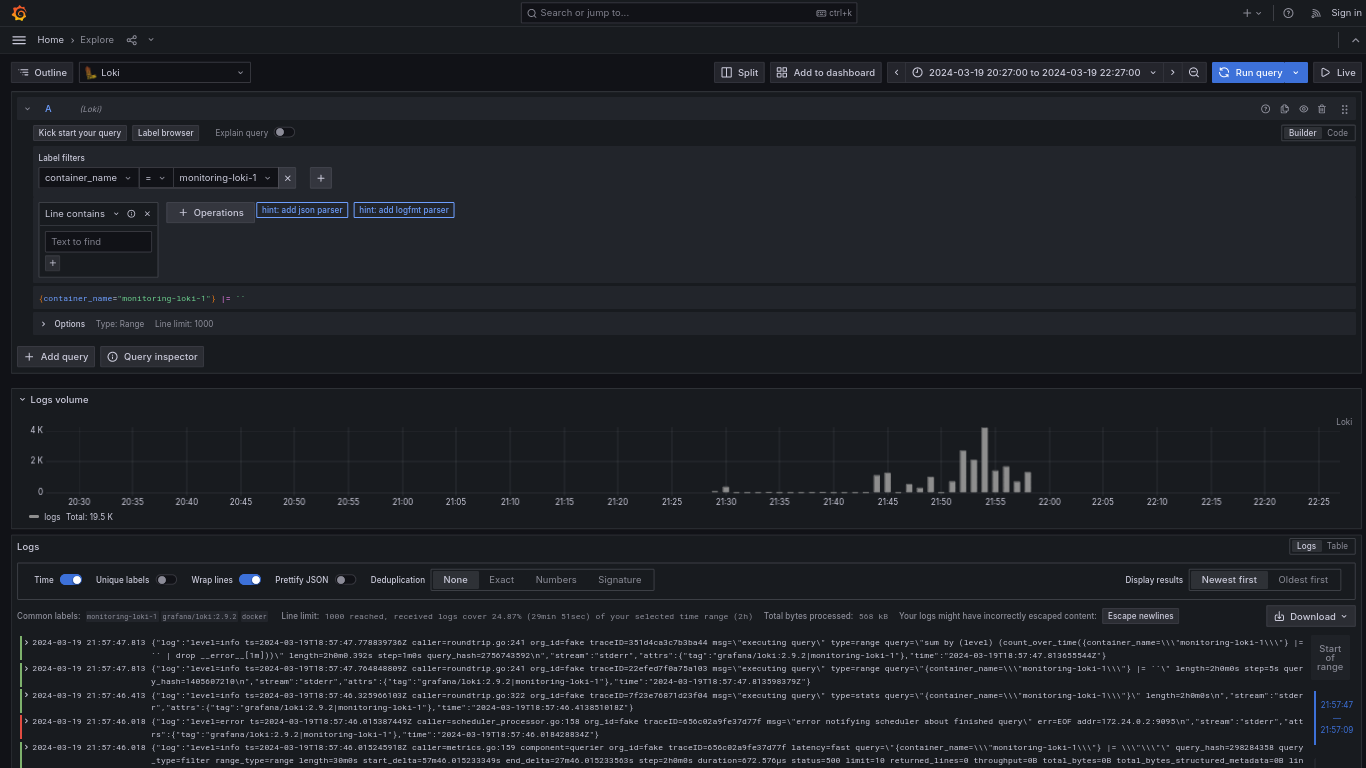 Search or jump to... ctrl+k Sign in
Home › Explore
Outline Loki Split Add to dashboard 2024-03-19 20:27:00 to 2024-03-19 22:27:00 Run query Live
A (Loki)
Kick start your query Label browser Explain query Builder Code
Label filters
container_name = monitoring-loki-1
Line contains Operations hint: add json parser hint: add logfmt parser
Text to find
{container_name="monitoring-loki-1"} |= ``
Options Type: Range Line limit: 1000
Add query Query inspector
Logs volume
Loki
4 K
2 K
0
20:30 20:35 20:40 20:45 20:50 20:55 21:00 21:05 21:10 21:15 21:20 21:25 21:30 21:35 21:40 21:45 21:50 21:55 22:00 22:05 22:10 22:15 22:20 22:25
logs Total: 19.5 K
Logs Logs Table
Time Unique labels Wrap lines Prettify JSON Deduplication None Exact Numbers Signature Display results Newest first Oldest first
Common labels: monitoring-loki-1 grafana/loki:2.9.2 docker Line limit: 1000 reached, received logs cover 24.87% (29min 51sec) of your selected time range (2h) Total bytes processed: 568 kB Your logs might have incorrectly escaped content: Escape newlines Download
2024-03-19 21:57:47.813 {"log":"level=info ts=2024-03-19T18:57:47.778839736Z caller=roundtrip.go:241 org_id=fake traceID=351d4ca3c7b3ba44 msg=\"executing query\" type=range query=\"sum by (level) (count_over_time({container_name=\\\"monitoring-loki-1\\\"} |=
`` | drop __error__[1m]))\" length=2h0m0.392s step=1m0s query_hash=2756743592\n","stream":"stderr","attrs":{"tag":"grafana/loki:2.9.2|monitoring-loki-1"},"time":"2024-03-19T18:57:47.813655544Z"}
2024-03-19 21:57:47.813 {"log":"level=info ts=2024-03-19T18:57:47.764848809Z caller=roundtrip.go:241 org_id=fake traceID=22efed7f0a75a103 msg=\"executing query\" type=range query=\"{container_name=\\\"monitoring-loki-1\\\"} |= ``\" length=2h0m0s step=5s quer
y_hash=1405607210\n","stream":"stderr","attrs":{"tag":"grafana/loki:2.9.2|monitoring-loki-1"},"time":"2024-03-19T18:57:47.813598379Z"}
2024-03-19 21:57:46.413 {"log":"level=info ts=2024-03-19T18:57:46.325966103Z caller=roundtrip.go:322 org_id=fake traceID=7f23e76871d23f04 msg=\"executing query\" type=stats query=\"{container_name=\\\"monitoring-loki-1\\\"}\" length=2h0m0s\n","stream":"stder
r","attrs":{"tag":"grafana/loki:2.9.2|monitoring-loki-1"},"time":"2024-03-19T18:57:46.413851018Z"}
2024-03-19 21:57:46.018 {"log":"level=error ts=2024-03-19T18:57:46.015387449Z caller=scheduler_processor.go:158 org_id=fake traceID=656c02a9fe37d77f msg=\"error notifying scheduler about finished query\" err=EOF addr=172.24.0.2:9095\n","stream":"stderr","att
rs":{"tag":"grafana/loki:2.9.2|monitoring-loki-1"},"time":"2024-03-19T18:57:46.018428834Z"}
2024-03-19 21:57:46.018 {"log":"level=info ts=2024-03-19T18:57:46.015245918Z caller=metrics.go:159 component=querier org_id=fake traceID=656c02a9fe37d77f latency=fast query=\"{container_name=\\\"monitoring-loki-1\\\"} |= \\\"\\\"\" query_hash=298284358 query
_type=filter range_type=range length=30m0s start_delta=57m46.015233349s end_delta=27m46.015233563s step=2h0m0s duration=672.576µs status=500 limit=10 returned_lines=0 throughput=0B total_bytes=0B total_bytes_structured_metadata=0B lin
Start
of
range
21:57:47
—
21:57:09